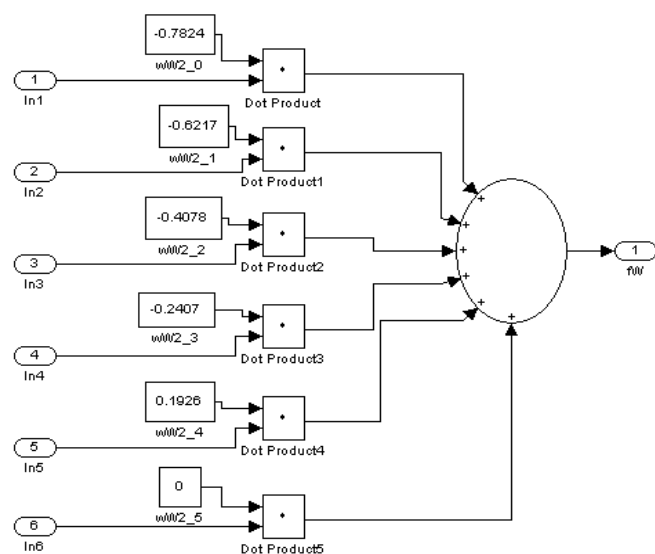 -0.7824
wW2_0
1
In1
Dot Product
-0.6217
wW2_1
2
In2
Dot Product1
-0.4078
wW2_2
3
In3
Dot Product2
1
fW
-0.2407
wW2_3
4
In4
Dot Product3
0.1926
wW2_4
5
In5
Dot Product4
0
wW2_5
6
In6
Dot Product5